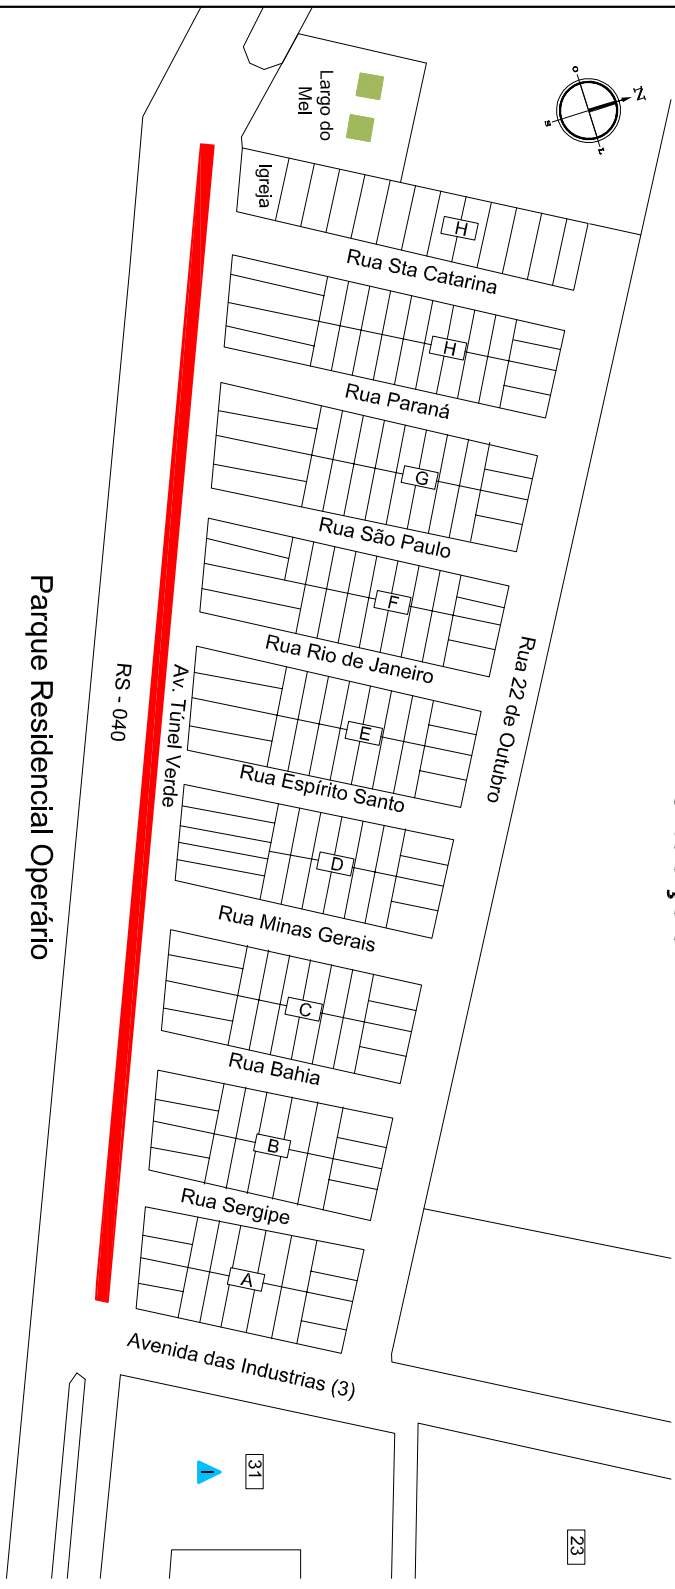 N
O
S
L
Largo do
Mel
Igreja
H
Rua Sta Catarina
H
Rua Paraná
G
Rua São Paulo
F
Rua Rio de Janeiro
Rua 22 de Outubro
E
Rua Espírito Santo
D
Rua Minas Gerais
C
Rua Bahia
B
Rua Sergipe
A
Avenida das Industrias (3)
Av. Túnel Verde
RS - 040
Parque Residencial Operário
31
I
23